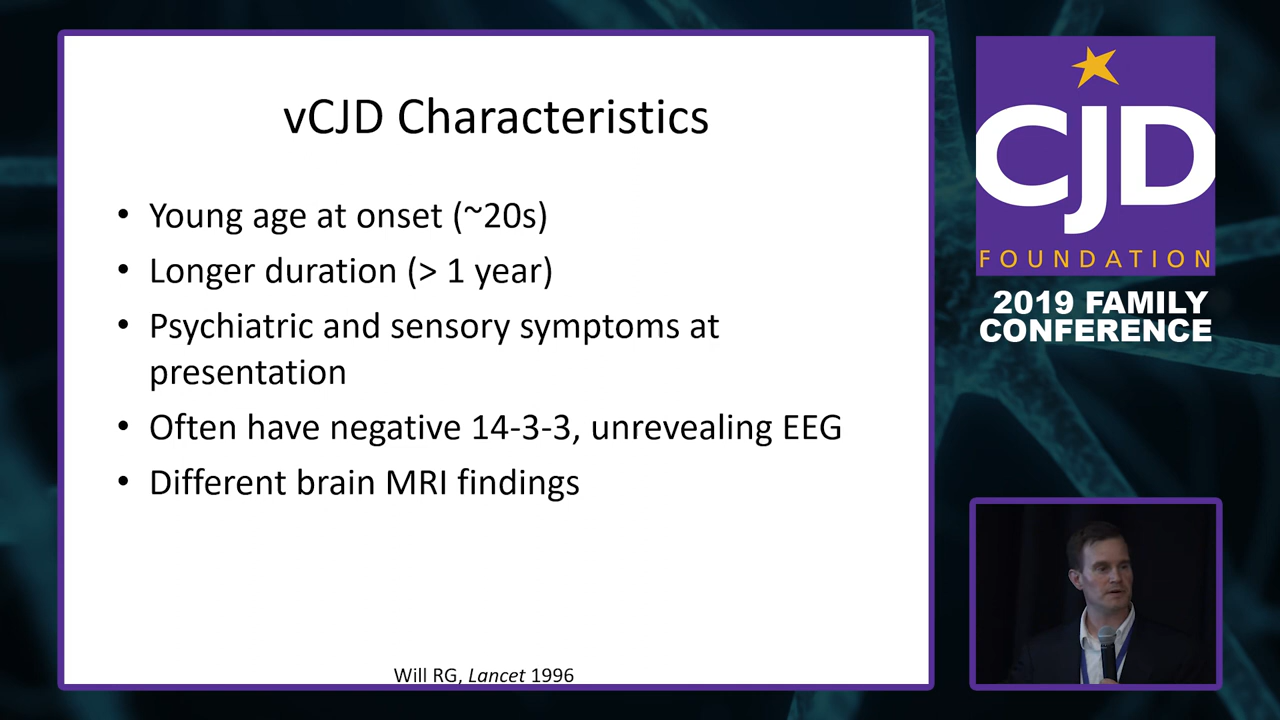 vCJD Characteristics
• Young age at onset (~20s)
• Longer duration (> 1 year)
• Psychiatric and sensory symptoms at
presentation
• Often have negative 14-3-3, unrevealing EEG
• Different brain MRI findings
Will RG, Lancet 1996
CJD
FOUNDATION
2019 FAMILY
CONFERENCE